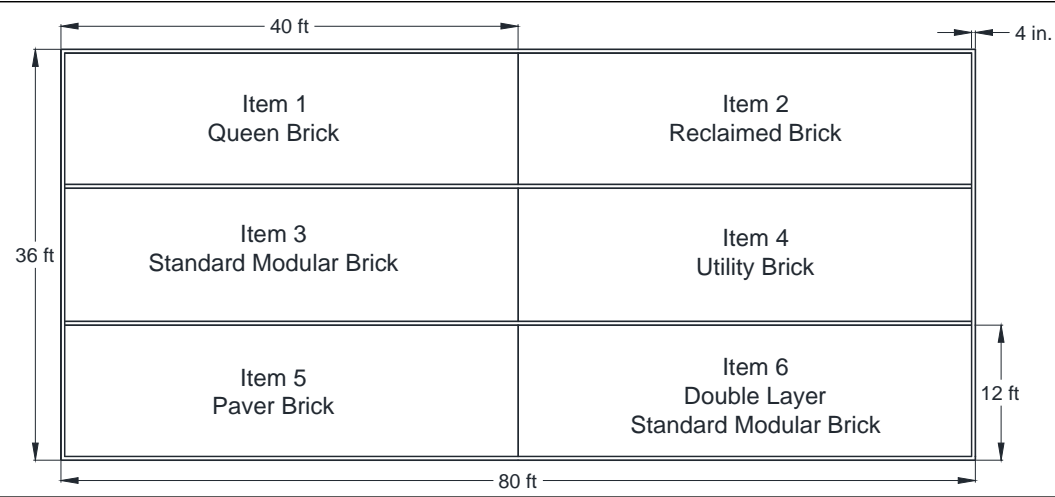 40 ft
4 in.
Item 1
Queen Brick
Item 2
Reclaimed Brick
36 ft
Item 3
Standard Modular Brick
Item 4
Utility Brick
Item 5
Paver Brick
Item 6
Double Layer
Standard Modular Brick
12 ft
80 ft